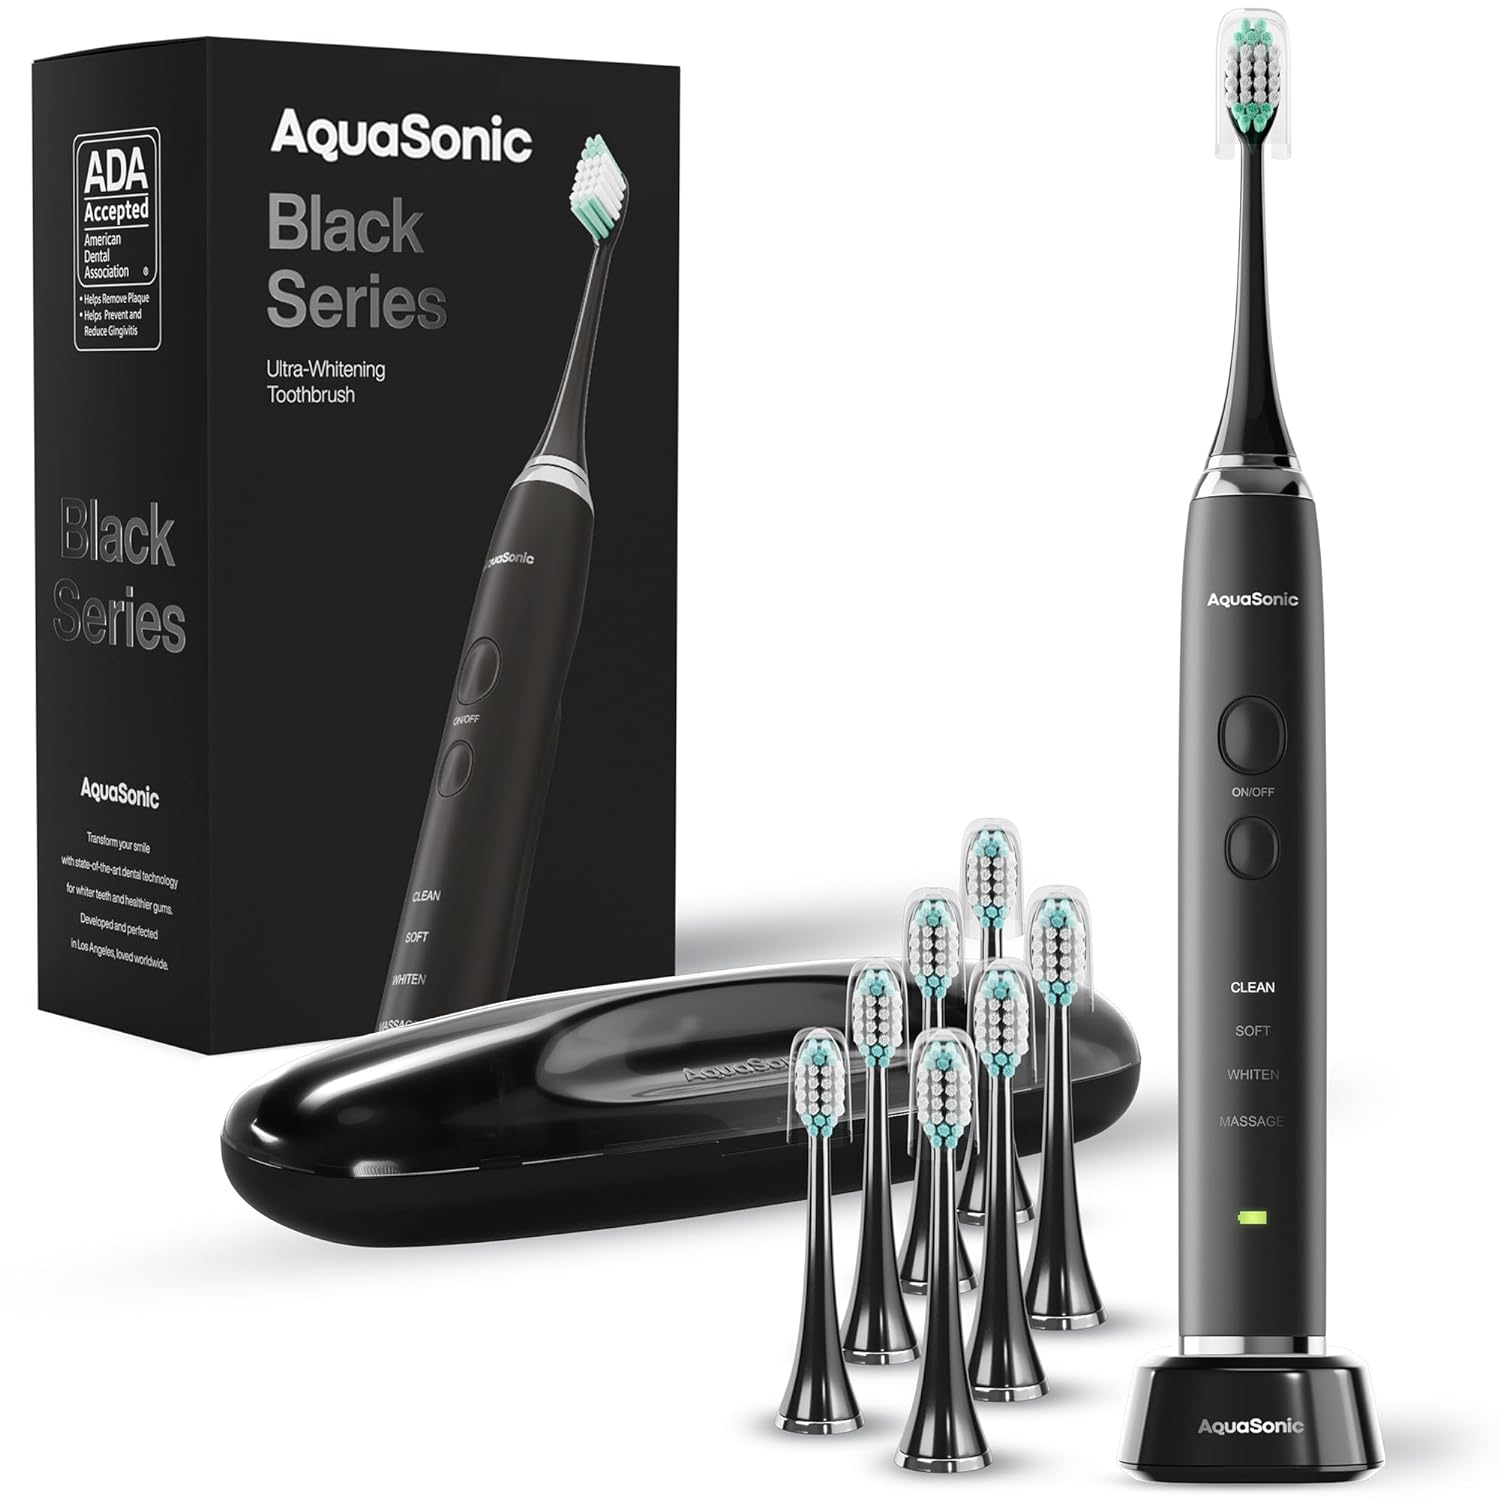 ADA
Accepted
American
Dental
Association ®
• Helps Remove Plaque
• Helps Prevent and
Reduce Gingivitis
Black
Series
AquaSonic
Transform your smile
with state-of-the-art dental technology
for whiter teeth and healthier gums.
Developed and perfected
in Los Angeles, loved worldwide.
AquaSonic
Black
Series
Ultra-Whitening
Toothbrush
quaSonic
ON/OFF
CLEAN
SOFT
WHITEN
AquaSonic
ON/OFF
CLEAN
SOFT
WHITEN
MASSAGE
AquaSonic